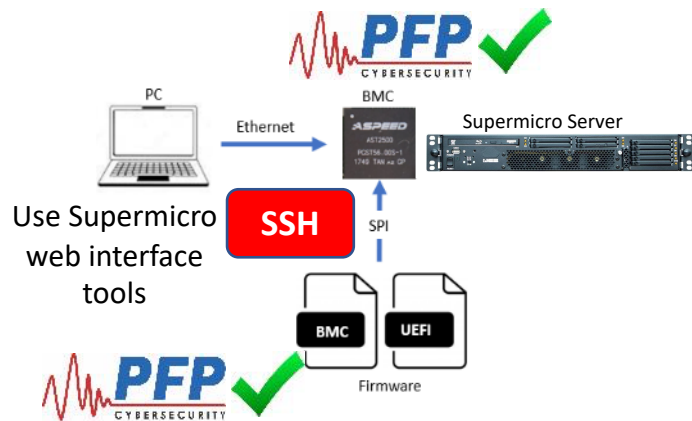 PFP
CYBERSECURITY
PC
BMC
Ethernet
ASPEED
AST2500
Supermicro Server
Use Supermicro
web interface
tools
SSH
SPI
BMC
UEFI
Firmware
PFP
CYBERSECURITY